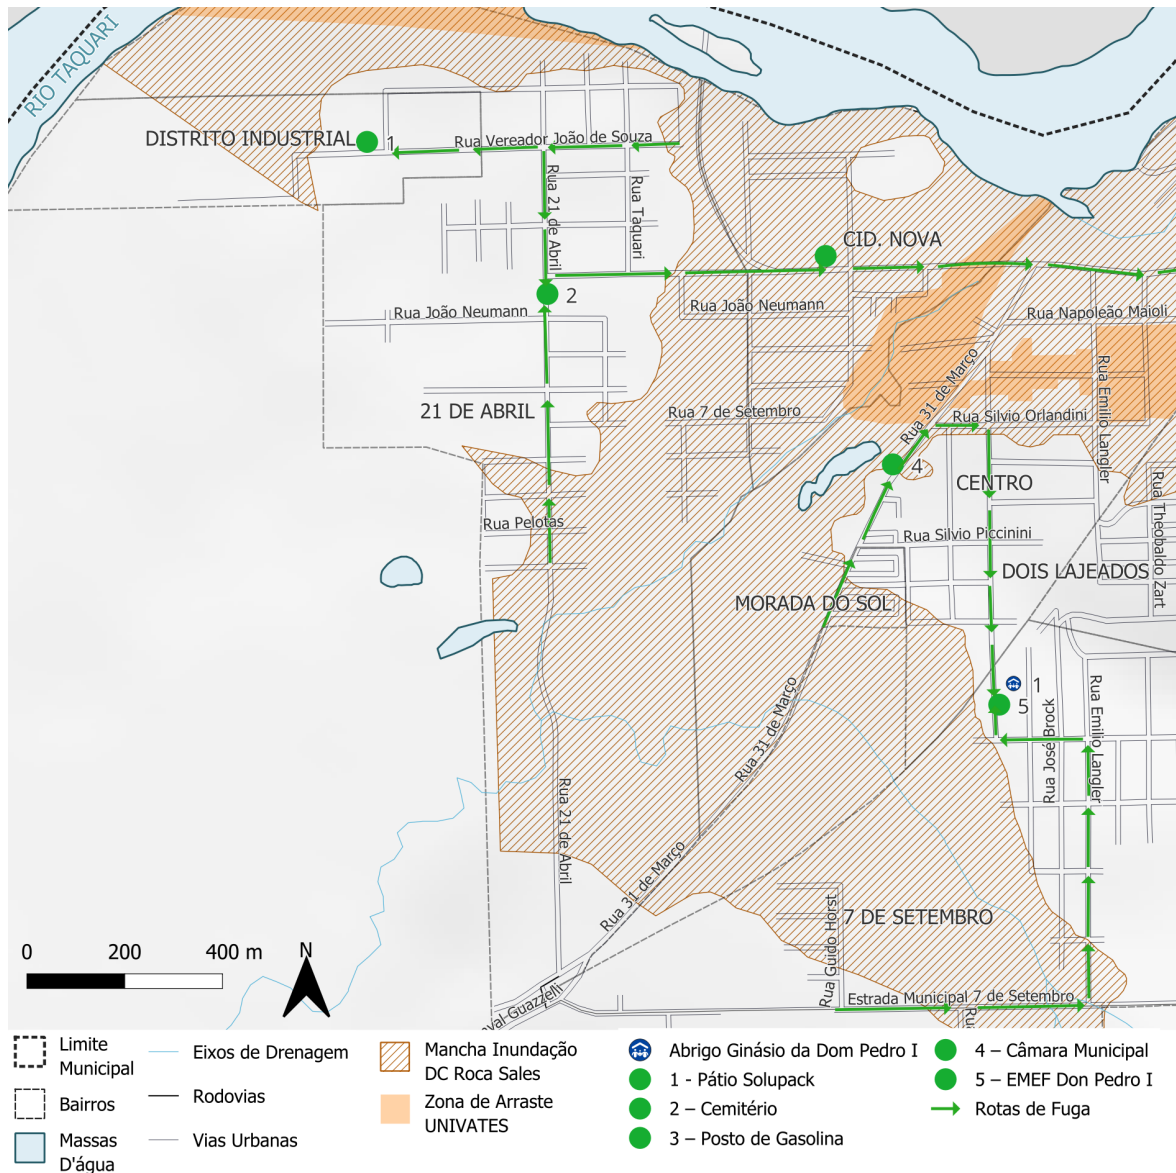 RIO TAQUARI
DISTRITO INDUSTRIAL
1
Rua Vereador João de Souza
Rua 21 de Abril
Rua Taquari
CID. NOVA
2
Rua João Neumann
Rua João Neumann
Rua Napoleão Maioli
Rua 31 de Março
Rua Emilio Langler
21 DE ABRIL
Rua 7 de Setembro
Rua Silvio Orlandini
4
CENTRO
Rua Theobaldo Zart
Rua Pelotas
Rua Silvio Piccinini
DOIS LAJEADOS
MORADA DO SOL
1
5
Rua 31 de Março
Rua José Brock
Rua Emilio Langler
Rua 21 de Abril
Rua 31 de Março
7 DE SETEMBRO
Rua Guido Horst
Estrada Municipal 7 de Setembro
Guazzelli
0 200 400 m
N
Limite
Municipal
Bairros
Massas
D'água
Eixos de Drenagem
Rodovias
Vias Urbanas
Mancha Inundação
DC Roca Sales
Zona de Arraste
UNIVATES
Abrigo Ginásio da Dom Pedro I
1 - Pátio Solupack
2 – Cemitério
3 – Posto de Gasolina
4 – Câmara Municipal
5 – EMEF Don Pedro I
Rotas de Fuga